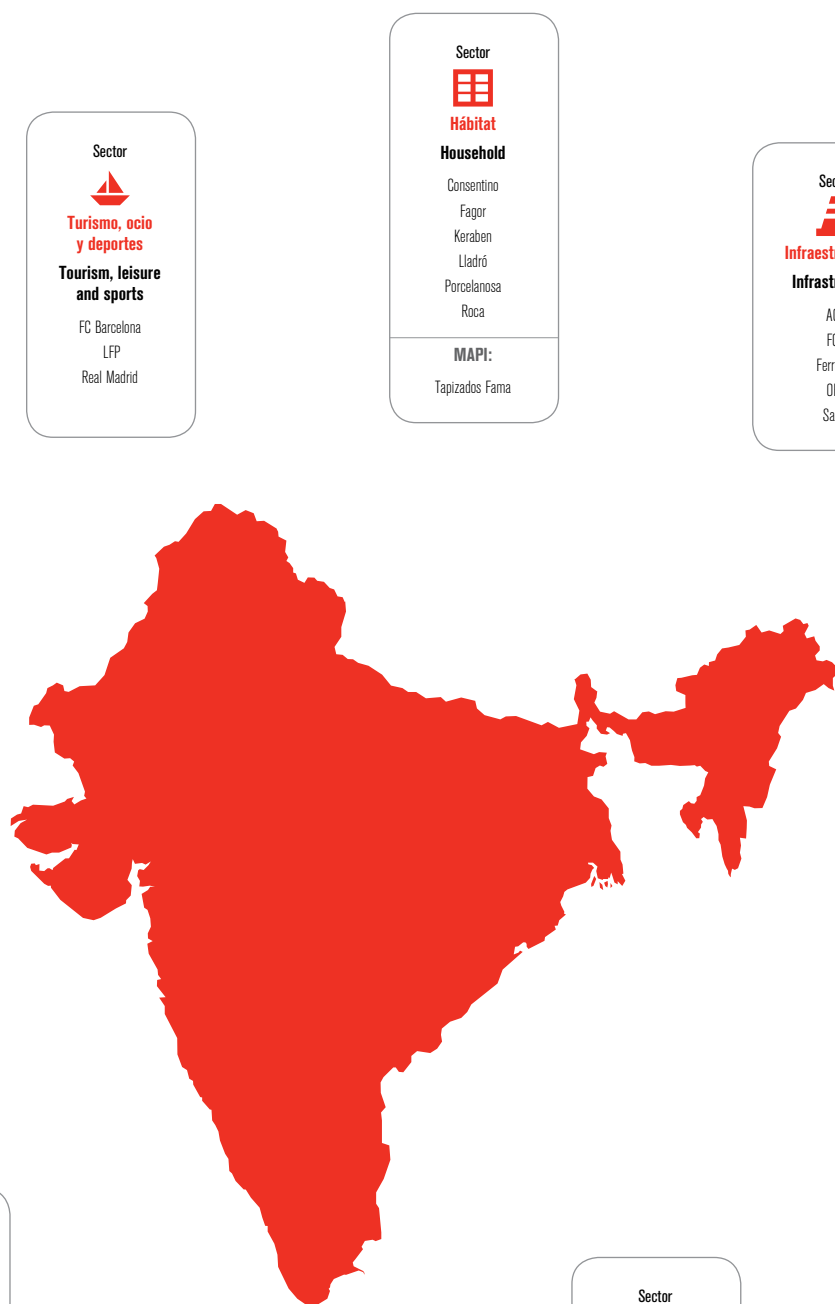 Sector
Turismo, ocio
y deportes
Tourism, leisure
and sports
FC Barcelona
LFP
Real Madrid
Sector
Hábitat
Household
Consentino
Fagor
Keraben
Lladró
Porcelanosa
Roca
MAPI:
Tapizados Fama
Sector